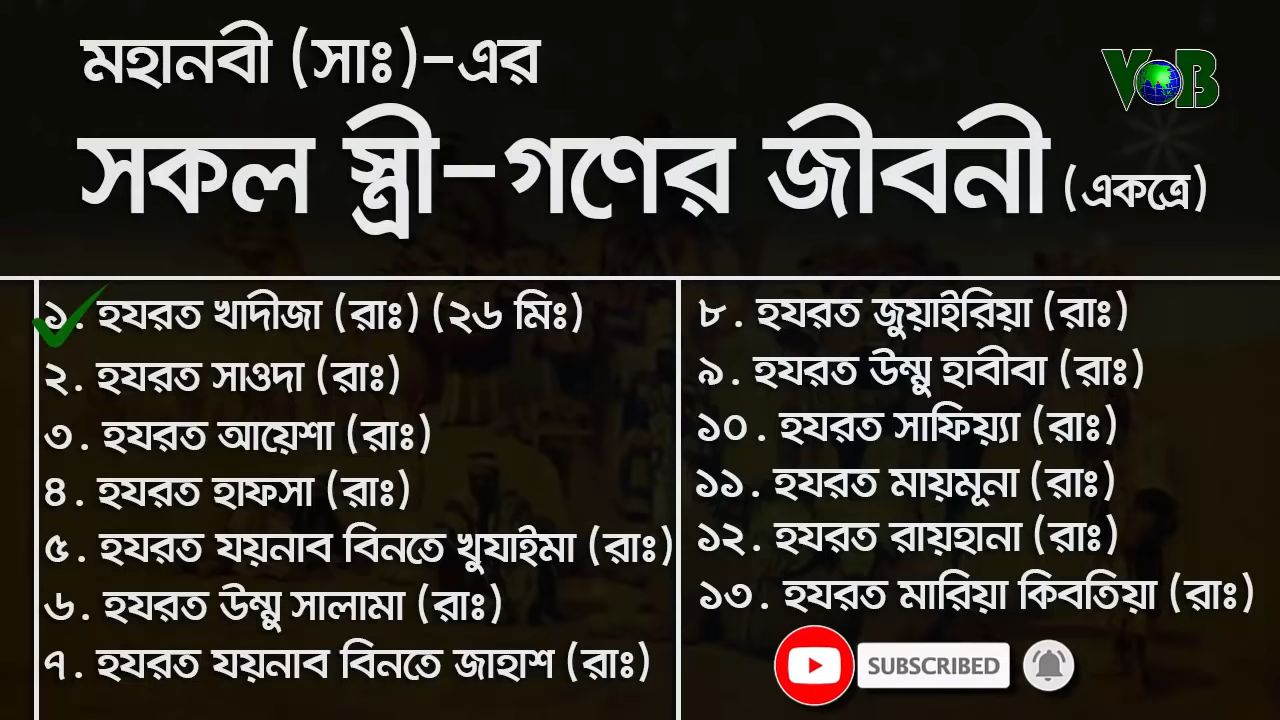 মহানবী (সাঃ)-এর
VOB
সকল স্ত্রী-গণের জীবনী (একত্রে)
১. হযরত খাদীজা (রাঃ) (২৬ মিঃ)
২. হযরত সাওদা (রাঃ)
৩. হযরত আয়েশা (রাঃ)
৪. হযরত হাফসা (রাঃ)
৫. হযরত যয়নাব বিনতে খুযাইমা (রাঃ)
৬. হযরত উম্মু সালামা (রাঃ)
৭. হযরত যয়নাব বিনতে জাহাশ (রাঃ)
৮. হযরত জুয়াইরিয়া (রাঃ)
৯. হযরত উম্মু হাবীবা (রাঃ)
১০. হযরত সাফিয়্যা (রাঃ)
১১. হযরত মায়মূনা (রাঃ)
১২. হযরত রায়হানা (রাঃ)
১৩. হযরত মারিয়া কিবতিয়া (রাঃ)
SUBSCRIBED